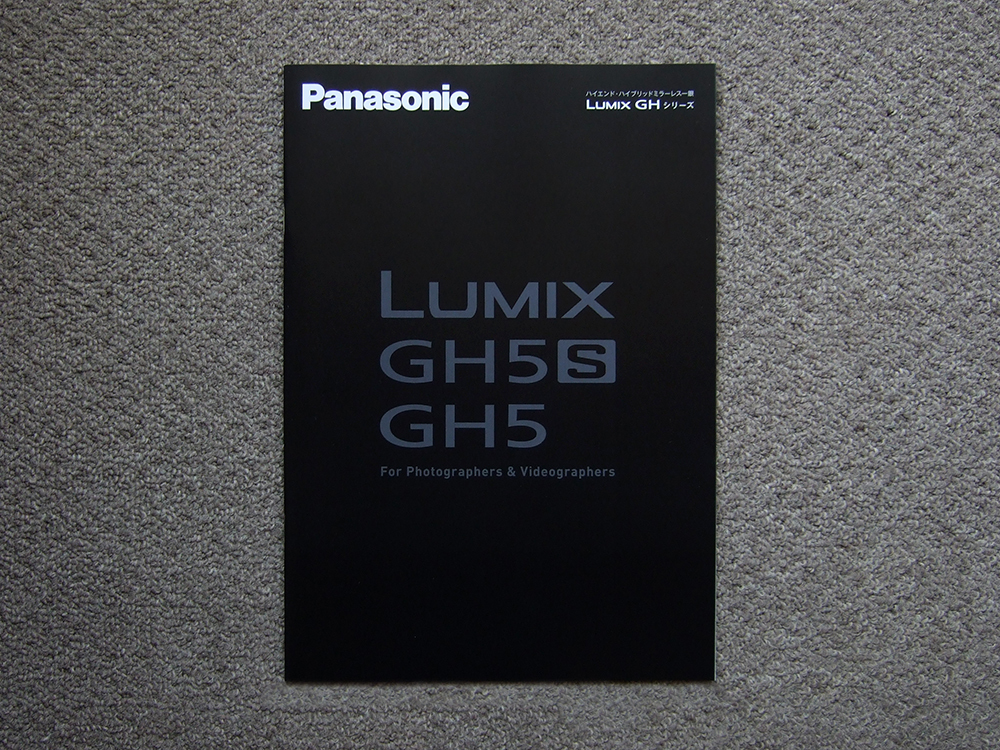 Panasonic
ハイエンド・ハイブリッドミラーレス一眼
LUMIX GH シリーズ
LUMIX
GH5S
GH5
For Photographers & Videographers